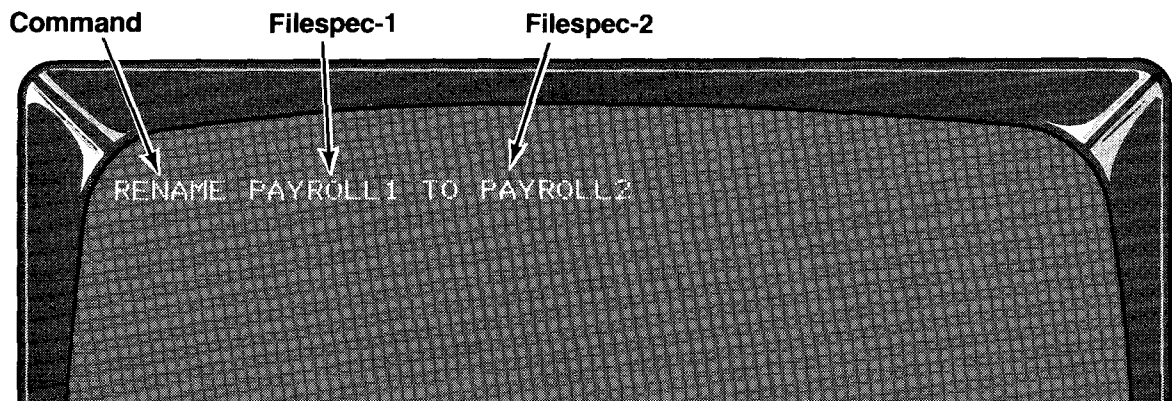 Command Filespec-1 Filespec-2
RENAME PAYROLL1 TO PAYROLL2